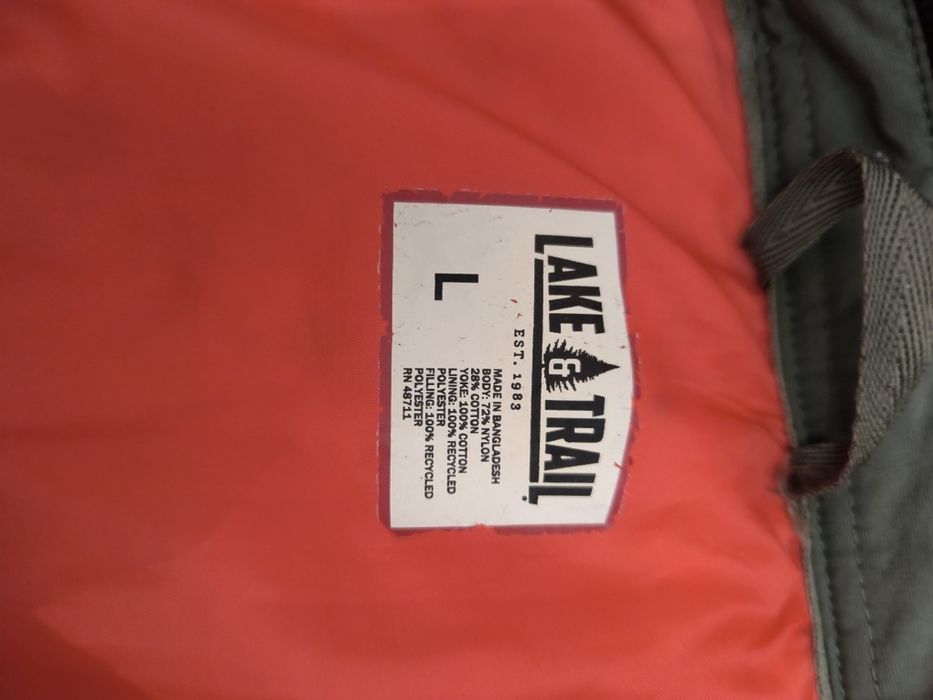 LAKE & TRAIL
EST. 1983
L
MADE IN BANGLADESH
BODY: 72% NYLON
28% COTTON
YOKE: 100% COTTON
LINING: 100% RECYCLED
POLYESTER
FILLING: 100% RECYCLED
POLYESTER
RN 48711